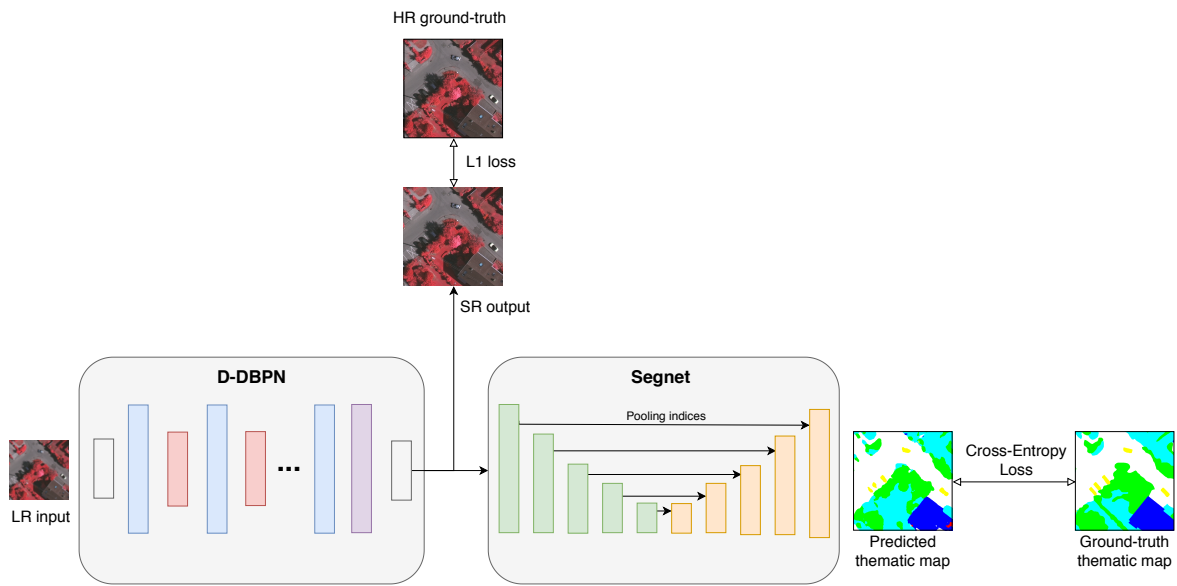 HR ground-truth
L1 loss
SR output
D-DBPN
Segnet
Pooling indices
...
LR input
Cross-Entropy
Loss
Predicted
thematic map
Ground-truth
thematic map